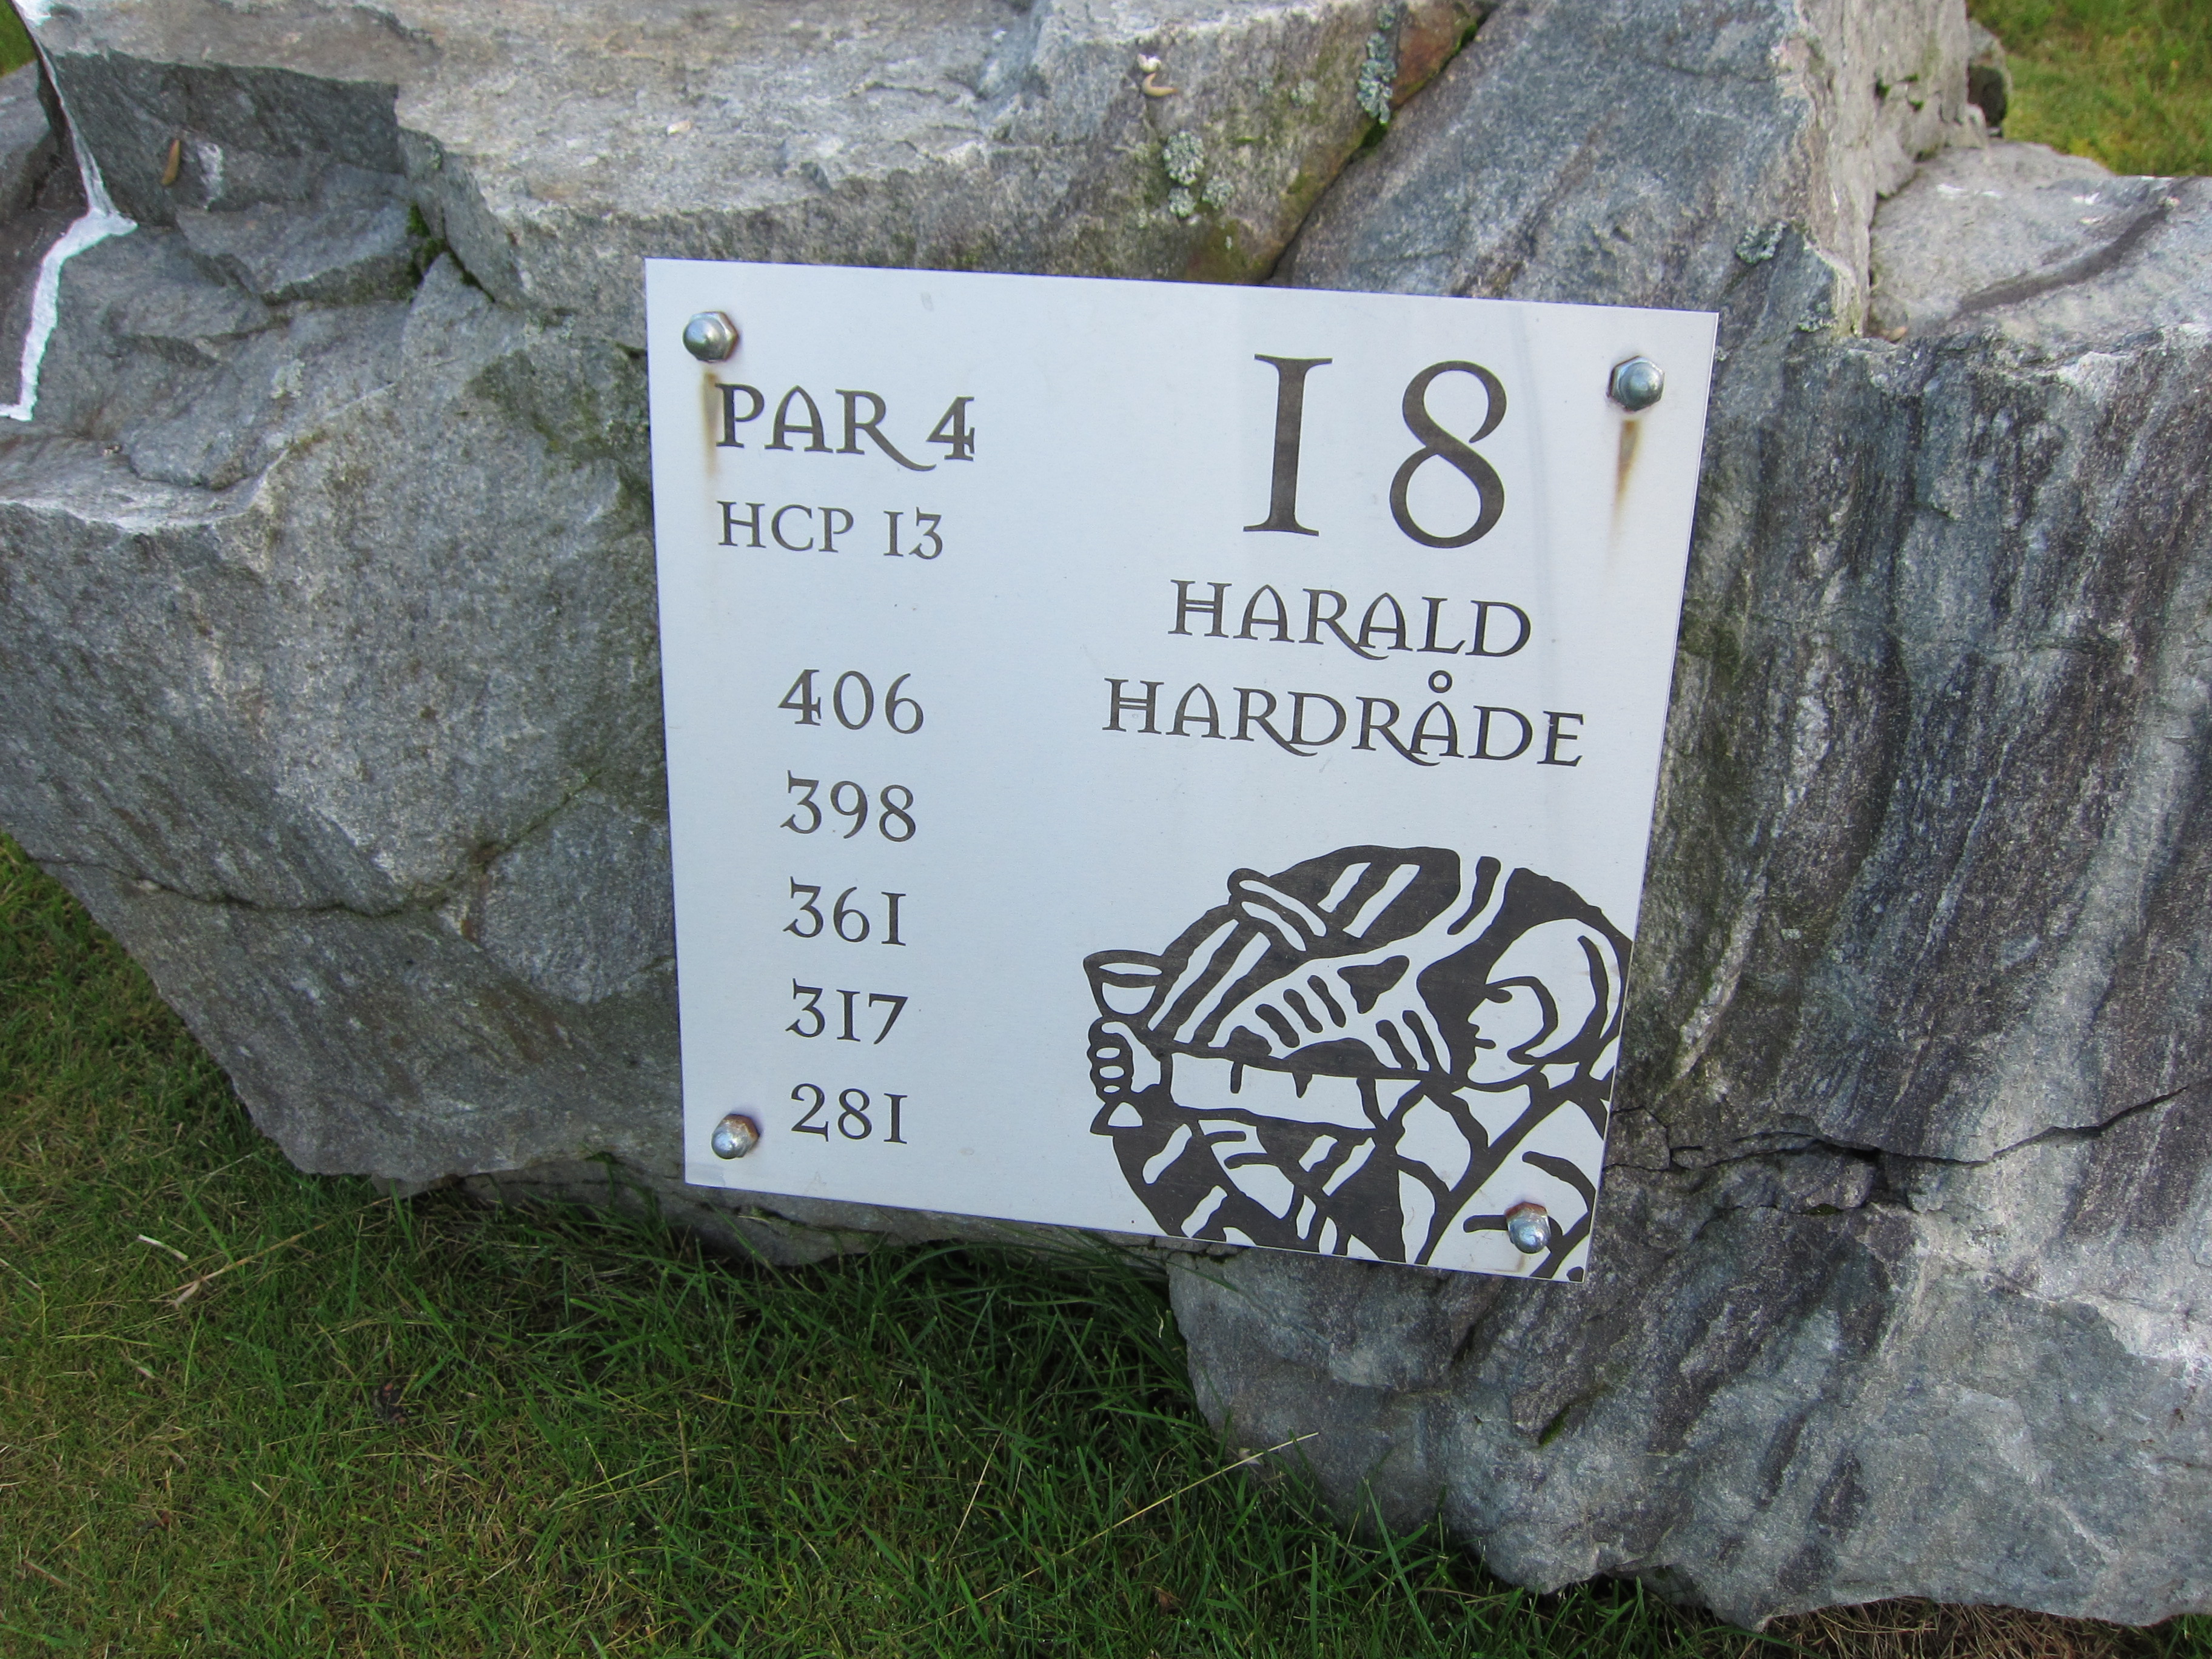 PAR 4
HCP 13
406
398
361
317
281
18
HARALD
HARDRÅDE